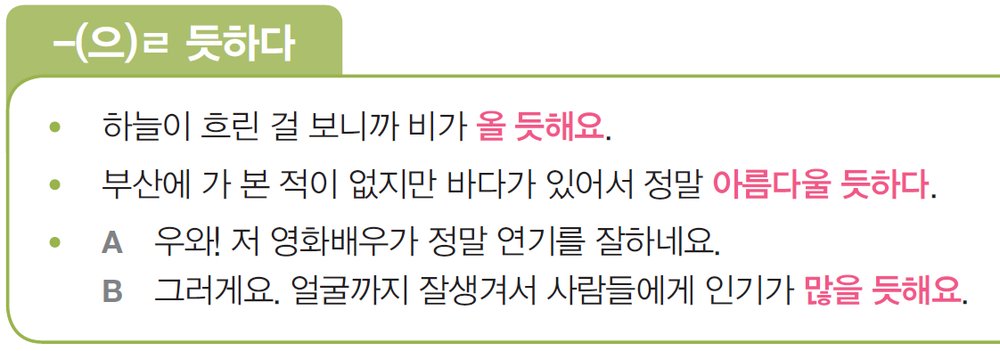 -(으)ㄹ 듯하다
• 하늘이 흐린 걸 보니까 비가 올 듯해요.
• 부산에 가 본 적이 없지만 바다가 있어서 정말 아름다울 듯하다.
• A 우와! 저 영화배우가 정말 연기를 잘하네요.
B 그러게요. 얼굴까지 잘생겨서 사람들에게 인기가 많을 듯해요.